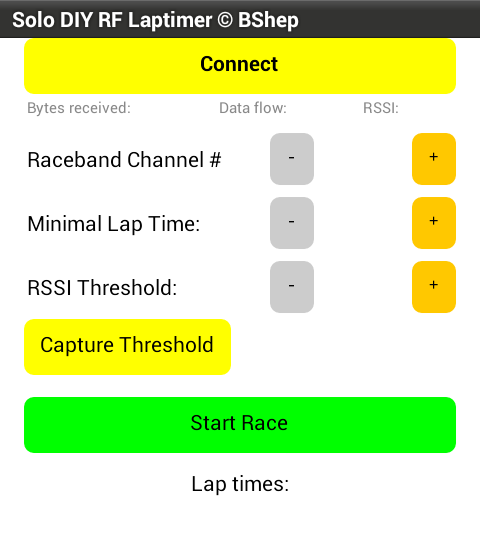 Solo DIY RF Laptimer © BShep
Connect
Bytes received: Data flow: RSSI:
Raceband Channel # - +
Minimal Lap Time: - +
RSSI Threshold: - +
Capture Threshold
Start Race
Lap times: